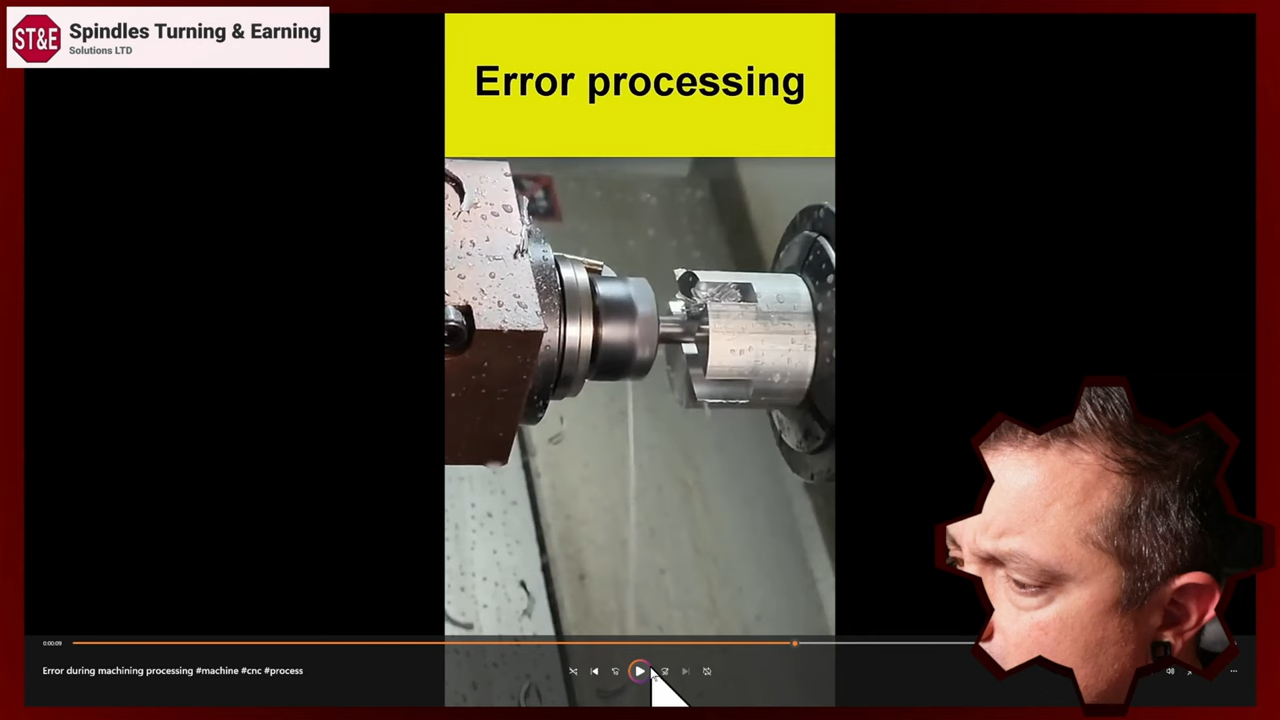 ST&E
Spindles Turning & Earning
Solutions LTD
Error processing
0:00:09
Error during machining processing #machine #cnc #process